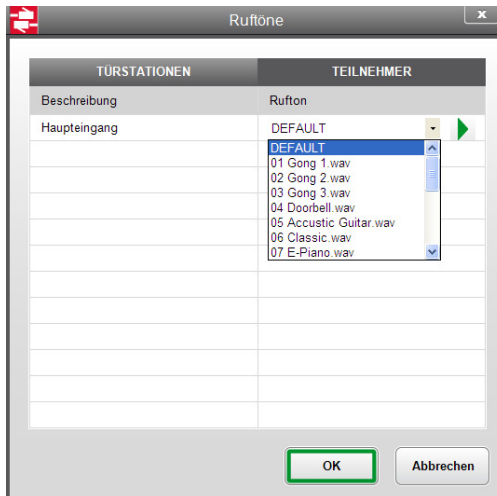 Ruftöne
x
TÜRSTATIONEN TEILNEHMER
Beschreibung Rufton
Haupteingang DEFAULT
DEFAULT
01 Gong 1.wav
02 Gong 2.wav
03 Gong 3.wav
04 Doorbell.wav
05 Accustic Guitar.wav
06 Classic.wav
07 E-Piano.wav
OK Abbrechen